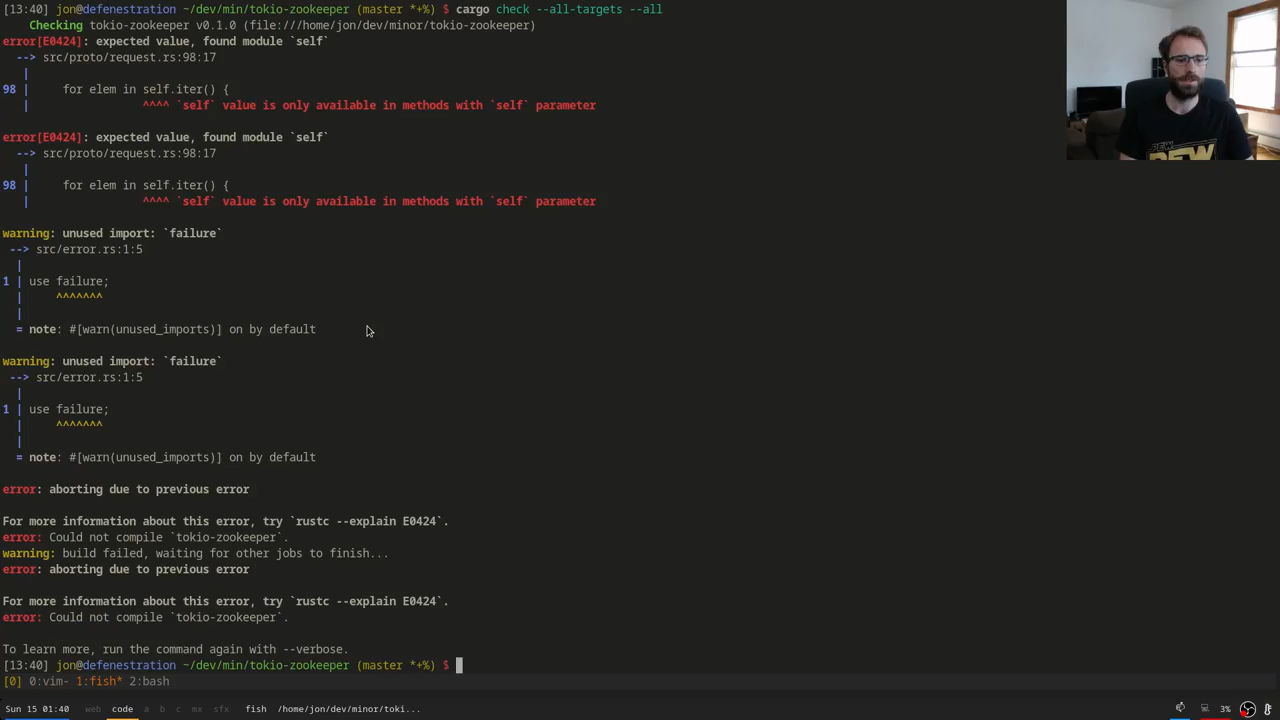 [13:40] jon@defenestration ~/dev/min/tokio-zookeeper (master *+%) $ cargo check --all-targets --all
    Checking tokio-zookeeper v0.1.0 (file:///home/jon/dev/minor/tokio-zookeeper)
error[E0424]: expected value, found module `self`
  --> src/proto/request.rs:98:17
   |
98 |     for elem in self.iter() {
   |                 ^^^^ `self` value is only available in methods with `self` parameter
error[E0424]: expected value, found module `self`
  --> src/proto/request.rs:98:17
   |
98 |     for elem in self.iter() {
   |                 ^^^^ `self` value is only available in methods with `self` parameter
warning: unused import: `failure`
 --> src/error.rs:1:5
  |
1 | use failure;
  |     ^^^^^^^
  |
  = note: #[warn(unused_imports)] on by default
warning: unused import: `failure`
 --> src/error.rs:1:5
  |
1 | use failure;
  |     ^^^^^^^
  |
  = note: #[warn(unused_imports)] on by default
error: aborting due to previous error
For more information about this error, try `rustc --explain E0424`.
error: Could not compile `tokio-zookeeper`.
warning: build failed, waiting for other jobs to finish...
error: aborting due to previous error
For more information about this error, try `rustc --explain E0424`.
error: Could not compile `tokio-zookeeper`.
To learn more, run the command again with --verbose.
[13:40] jon@defenestration ~/dev/min/tokio-zookeeper (master *+%) $
[0] 0:vim- 1:fish* 2:bash
Sun 15 01:40 web code a b c mx sfx fish /home/jon/dev/minor/toki... 3%
PEW
PEW